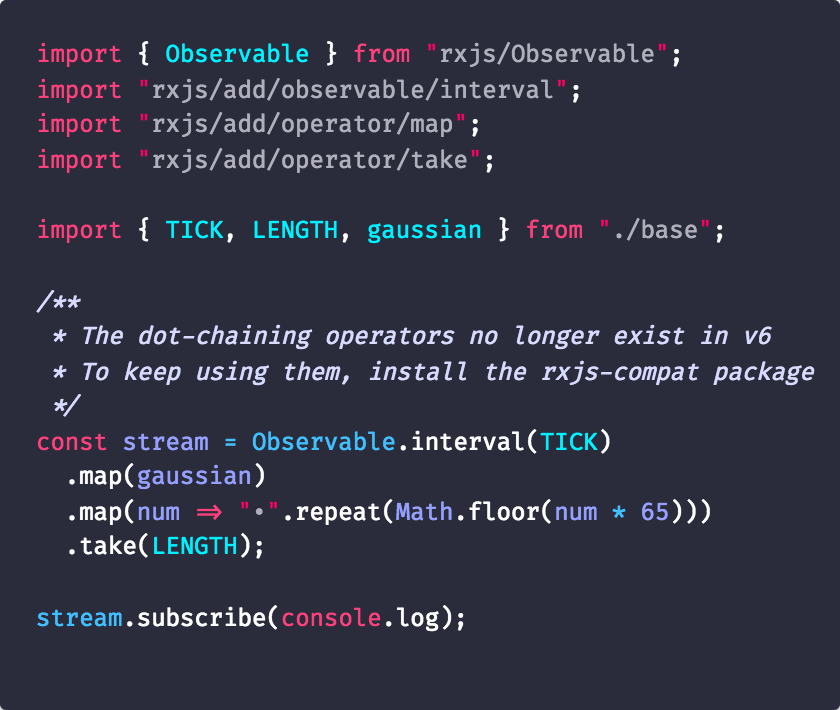 import { Observable } from "rxjs/Observable";
import "rxjs/add/observable/interval";
import "rxjs/add/operator/map";
import "rxjs/add/operator/take";

import { TICK, LENGTH, gaussian } from "./base";

/**
 * The dot-chaining operators no longer exist in v6
 * To keep using them, install the rxjs-compat package
 */
const stream = Observable.interval(TICK)
  .map(gaussian)
  .map(num => "•".repeat(Math.floor(num * 65)))
  .take(LENGTH);

stream.subscribe(console.log);